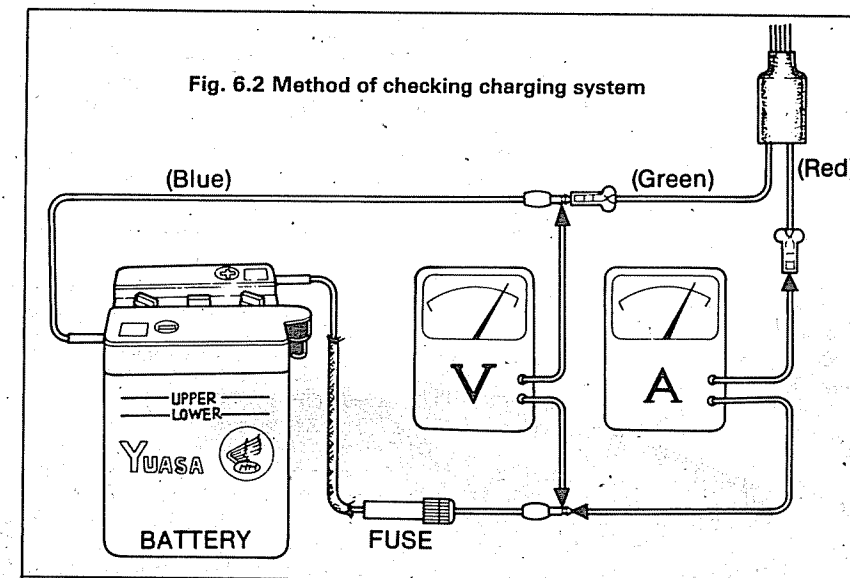 Fig. 6.2 Method of checking charging system
(Blue)
(Green)
(Red)
V
A
UPPER
LOWER
YUASA
BATTERY
FUSE